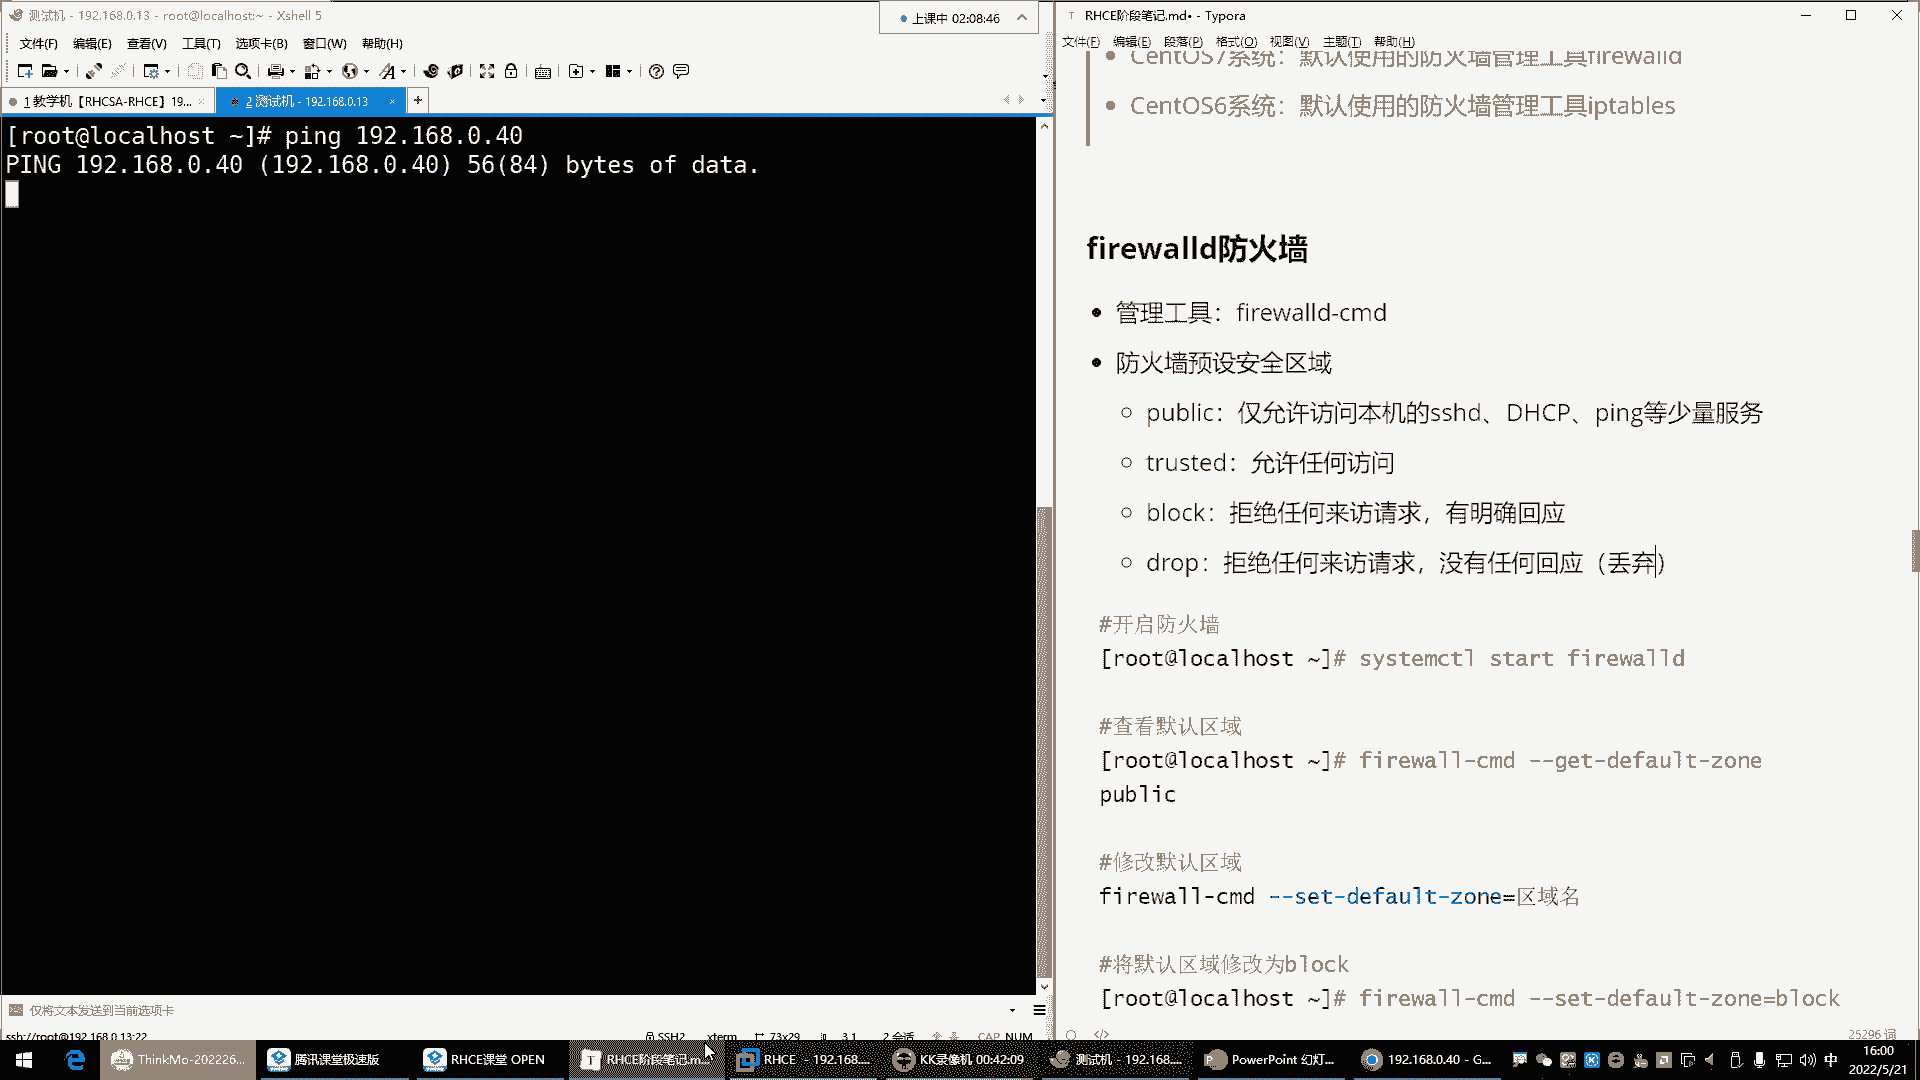 测试机 - 192.168.0.13 - root@localhost:~ - Xshell 5
上课中 02:08:46
文件(F) 编辑(E) 查看(V) 工具(T) 选项卡(B) 窗口(W) 帮助(H)
1 教学机【RHCSA-RHCE】19...
2 测试机 - 192.168.0.13
[root@localhost ~]# ping 192.168.0.40
PING 192.168.0.40 (192.168.0.40) 56(84) bytes of data.
仅将文本发送到当前选项卡
ssh://root@192.168.0.13:22
SSH2 xterm 73x29 3,1 2 会话 CAP NUM
RHCE阶段笔记.md• - Typora
文件(F) 编辑(E) 段落(P) 格式(O) 视图(V) 主题(T) 帮助(H)
CentOS7系统：默认使用的防火墙管理工具firewalld
CentOS6系统：默认使用的防火墙管理工具iptables
firewalld防火墙
管理工具：firewalld-cmd
防火墙预设安全区域
public：仅允许访问本机的sshd、DHCP、ping等少量服务
trusted：允许任何访问
block：拒绝任何来访请求，有明确回应
drop：拒绝任何来访请求，没有任何回应（丢弃）
#开启防火墙
[root@localhost ~]# systemctl start firewalld
#查看默认区域
[root@localhost ~]# firewall-cmd --get-default-zone
public
#修改默认区域
firewall-cmd --set-default-zone=区域名
#将默认区域修改为block
[root@localhost ~]# firewall-cmd --set-default-zone=block
25296 词
ThinkMo-202226...
腾讯课堂极速版
RHCE课堂 OPEN
RHCE阶段笔记.m...
RHCE - 192.168....
KK录像机 00:42:09
测试机 - 192.168....
PowerPoint 幻灯...
192.168.0.40 - G...
中
16:00
2022/5/21